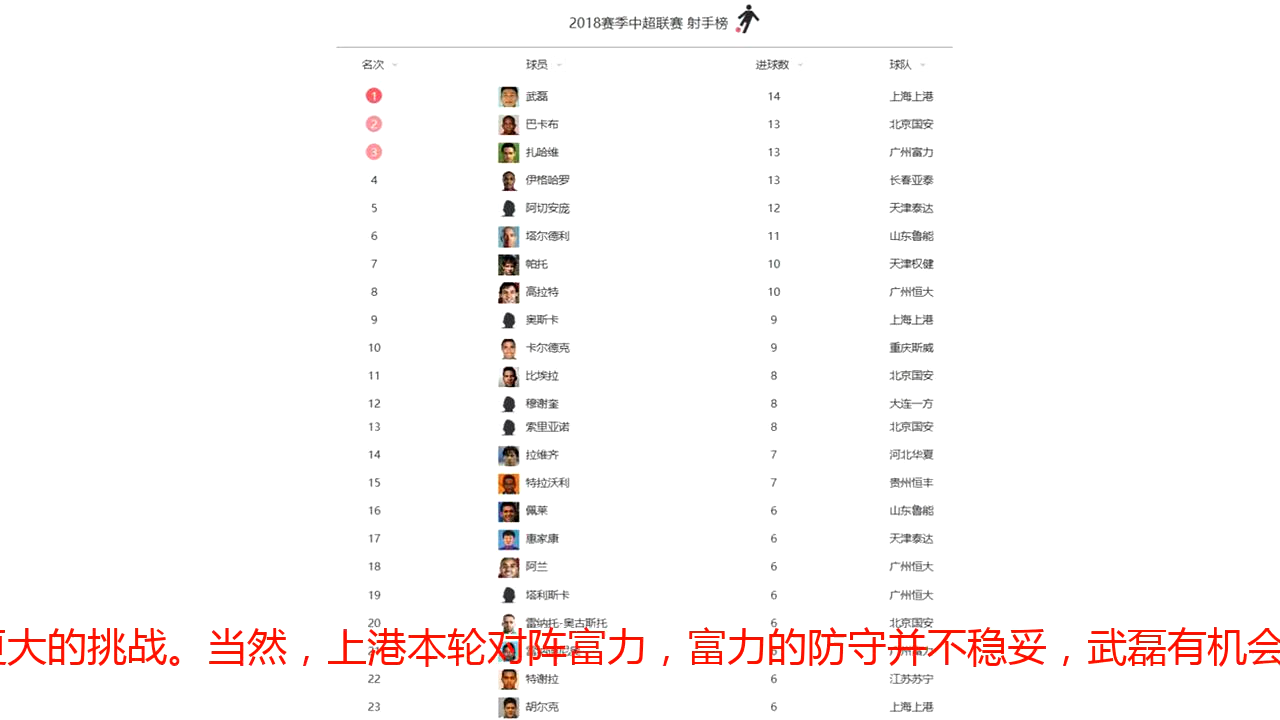 2018赛季中超联赛 射手榜
名次 球员 进球数 球队
1 武磊 14 上海上港
2 巴卡布 13 北京国安
3 扎哈维 13 广州富力
4 伊格哈罗 13 长春亚泰
5 阿切安庞 12 天津泰达
6 塔尔德利 11 山东鲁能
7 帕托 10 天津权健
8 高拉特 10 广州恒大
9 奥斯卡 9 上海上港
10 卡尔德克 9 重庆斯威
11 比埃拉 8 北京国安
12 穆谢奎 8 大连一方
13 索里亚诺 8 北京国安
14 拉维齐 7 河北华夏
15 特拉沃利 7 贵州恒丰
16 佩莱 6 山东鲁能
17 惠家康 6 天津泰达
18 阿兰 6 广州恒大
19 塔利斯卡 6 广州恒大
20 雷纳托-奥古斯托 6 北京国安
大的挑战。当然，上港本轮对阵富力，富力的防守并不稳妥，武磊有机会
22 特谢拉 6 江苏苏宁
23 胡尔克 6 上海上港